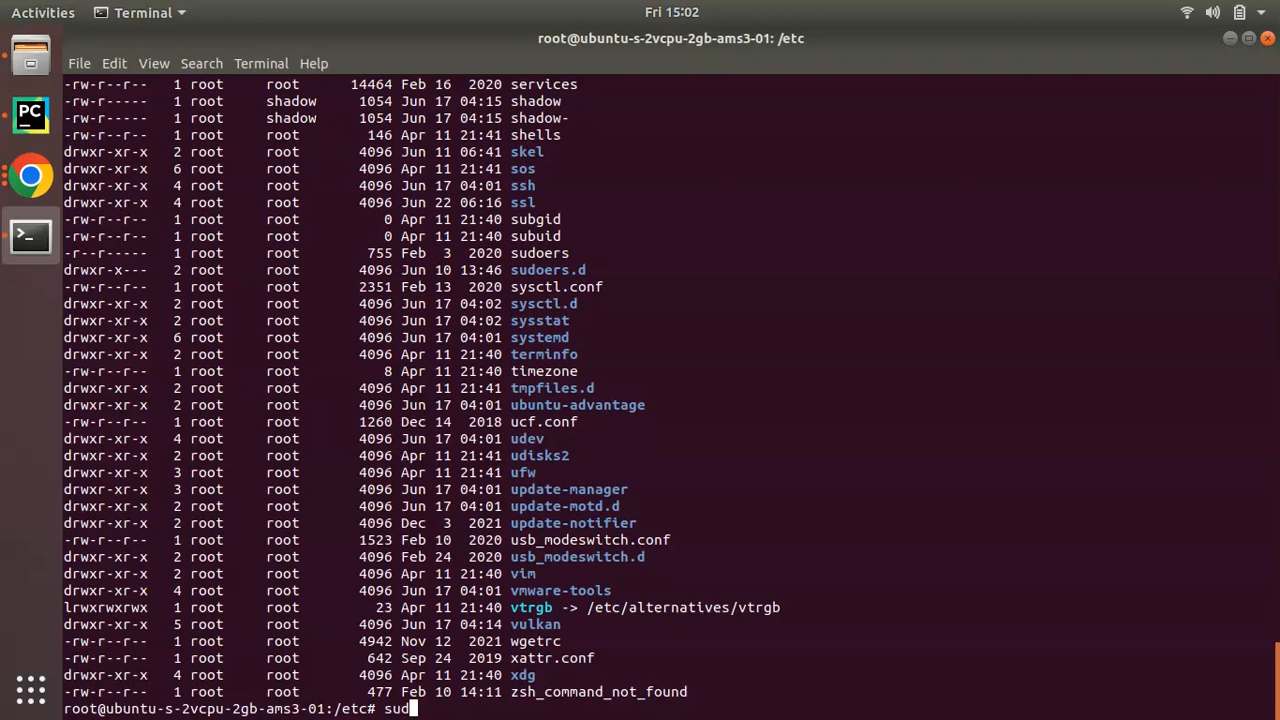 Activities Terminal Fri 15:02
root@ubuntu-s-2vcpu-2gb-ams3-01: /etc
File Edit View Search Terminal Help
PC
-rw-r--r-- 1 root root 14464 Feb 16 2020 services
-rw-r----- 1 root shadow 1054 Jun 17 04:15 shadow
-rw-r----- 1 root shadow 1054 Jun 17 04:15 shadow-
-rw-r--r-- 1 root root 146 Apr 11 21:41 shells
drwxr-xr-x 2 root root 4096 Jun 11 06:41 skel
drwxr-xr-x 6 root root 4096 Apr 11 21:41 sos
drwxr-xr-x 4 root root 4096 Jun 17 04:01 ssh
drwxr-xr-x 4 root root 4096 Jun 22 06:16 ssl
-rw-r--r-- 1 root root 0 Apr 11 21:40 subgid
-rw-r--r-- 1 root root 0 Apr 11 21:40 subuid
-r--r----- 1 root root 755 Feb 3 2020 sudoers
drwxr-x--- 2 root root 4096 Jun 10 13:46 sudoers.d
-rw-r--r-- 1 root root 2351 Feb 13 2020 sysctl.conf
drwxr-xr-x 2 root root 4096 Jun 17 04:02 sysctl.d
drwxr-xr-x 2 root root 4096 Jun 17 04:02 sysstat
drwxr-xr-x 6 root root 4096 Jun 17 04:01 systemd
drwxr-xr-x 2 root root 4096 Apr 11 21:40 terminfo
-rw-r--r-- 1 root root 8 Apr 11 21:40 timezone
drwxr-xr-x 2 root root 4096 Apr 11 21:41 tmpfiles.d
drwxr-xr-x 2 root root 4096 Jun 17 04:01 ubuntu-advantage
-rw-r--r-- 1 root root 1260 Dec 14 2018 ucf.conf
drwxr-xr-x 4 root root 4096 Jun 17 04:01 udev
drwxr-xr-x 2 root root 4096 Apr 11 21:41 udisks2
drwxr-xr-x 3 root root 4096 Apr 11 21:41 ufw
drwxr-xr-x 3 root root 4096 Jun 17 04:01 update-manager
drwxr-xr-x 2 root root 4096 Jun 17 04:01 update-motd.d
drwxr-xr-x 2 root root 4096 Dec 3 2021 update-notifier
-rw-r--r-- 1 root root 1523 Feb 10 2020 usb_modeswitch.conf
drwxr-xr-x 2 root root 4096 Feb 24 2020 usb_modeswitch.d
drwxr-xr-x 2 root root 4096 Apr 11 21:40 vim
drwxr-xr-x 4 root root 4096 Jun 17 04:01 vmware-tools
lrwxrwxrwx 1 root root 23 Apr 11 21:40 vtrgb -> /etc/alternatives/vtrgb
drwxr-xr-x 5 root root 4096 Jun 17 04:14 vulkan
-rw-r--r-- 1 root root 4942 Nov 12 2021 wgetrc
-rw-r--r-- 1 root root 642 Sep 24 2019 xattr.conf
drwxr-xr-x 4 root root 4096 Apr 11 21:40 xdg
-rw-r--r-- 1 root root 477 Feb 10 14:11 zsh_command_not_found
root@ubuntu-s-2vcpu-2gb-ams3-01:/etc# sud